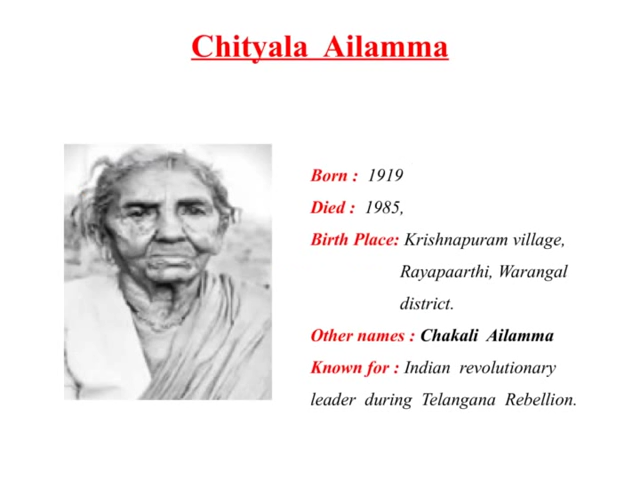 Chityala Ailamma
Born : 1919
Died : 1985,
Birth Place: Krishnapuram village,
Rayapaarthi, Warangal
district.
Other names : Chakali Ailamma
Known for : Indian revolutionary
leader during Telangana Rebellion.